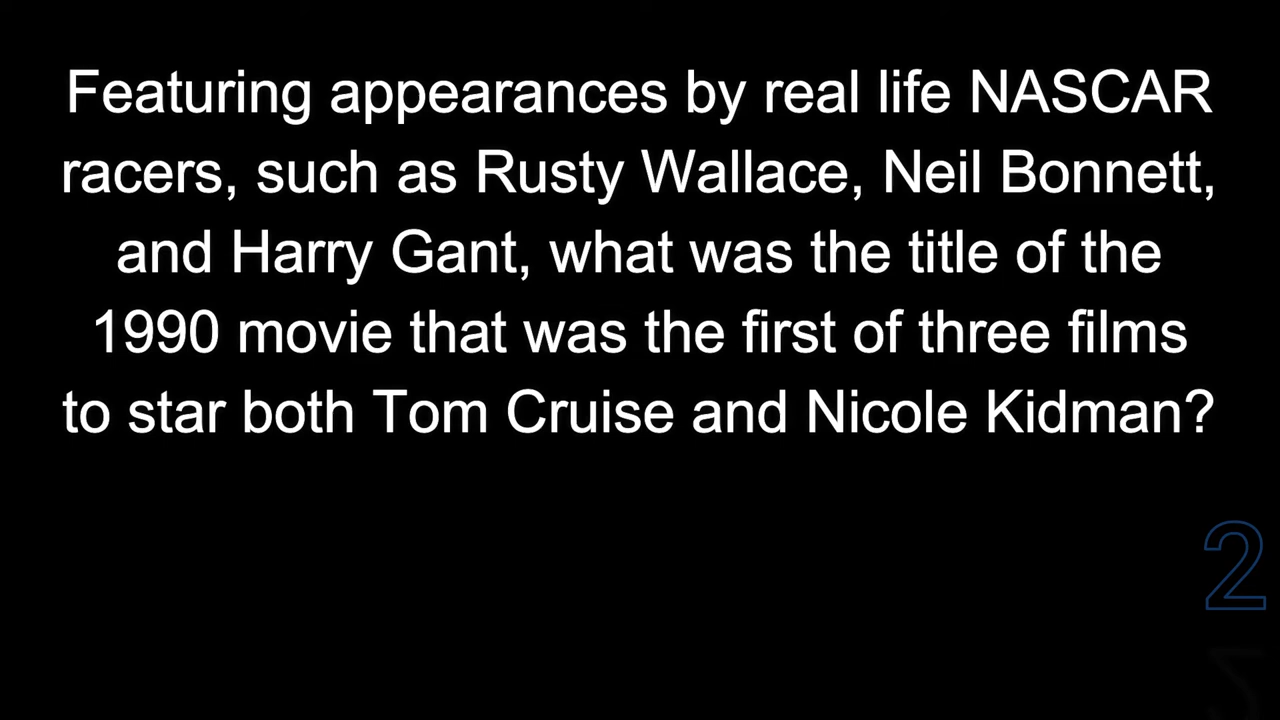 Featuring appearances by real life NASCAR
racers, such as Rusty Wallace, Neil Bonnett,
and Harry Gant, what was the title of the
1990 movie that was the first of three films
to star both Tom Cruise and Nicole Kidman?
2